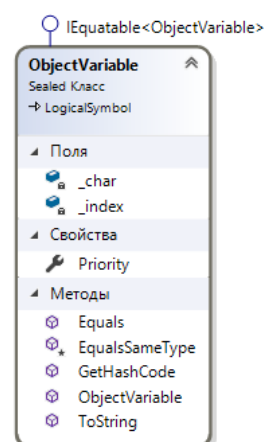 IEquatable<ObjectVariable>
ObjectVariable
Sealed Класс
LogicalSymbol
Поля
_char
_index
Свойства
Priority
Методы
Equals
EqualsSameType
GetHashCode
ObjectVariable
ToString